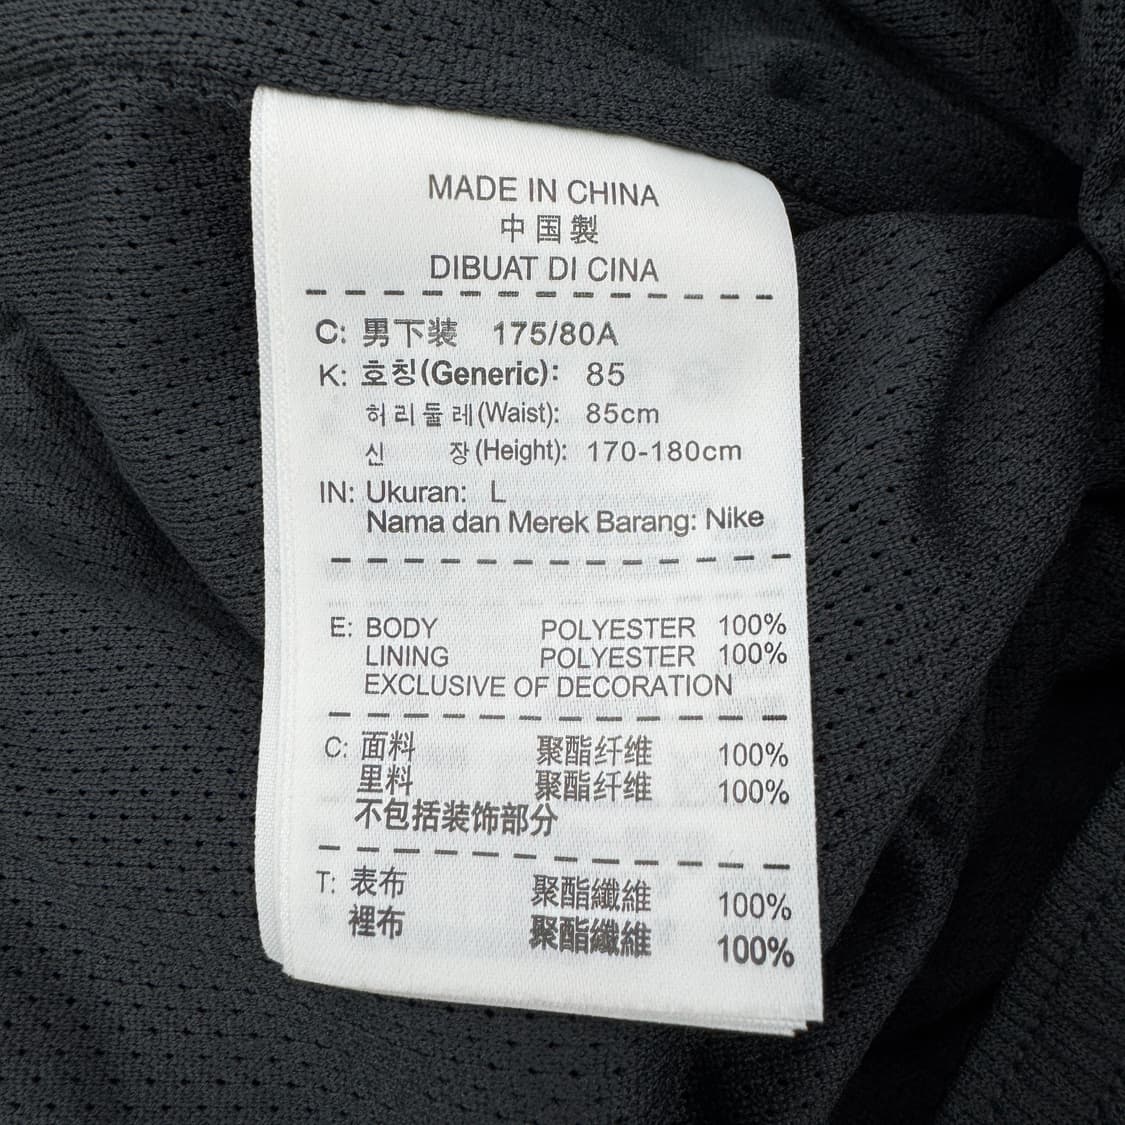 MADE IN CHINA
中国製
DIBUAT DI CINA
C: 男下装 175/80A
K: 호칭(Generic): 85
허리둘레(Waist): 85cm
신 장(Height): 170-180cm
IN: Ukuran: L
Nama dan Merek Barang: Nike
E: BODY POLYESTER 100%
LINING POLYESTER 100%
EXCLUSIVE OF DECORATION
C: 面料 聚酯纤维 100%
里料 聚酯纤维 100%
不包括装饰部分
T: 表布 聚酯纖維 100%
裡布 聚酯纖維 100%